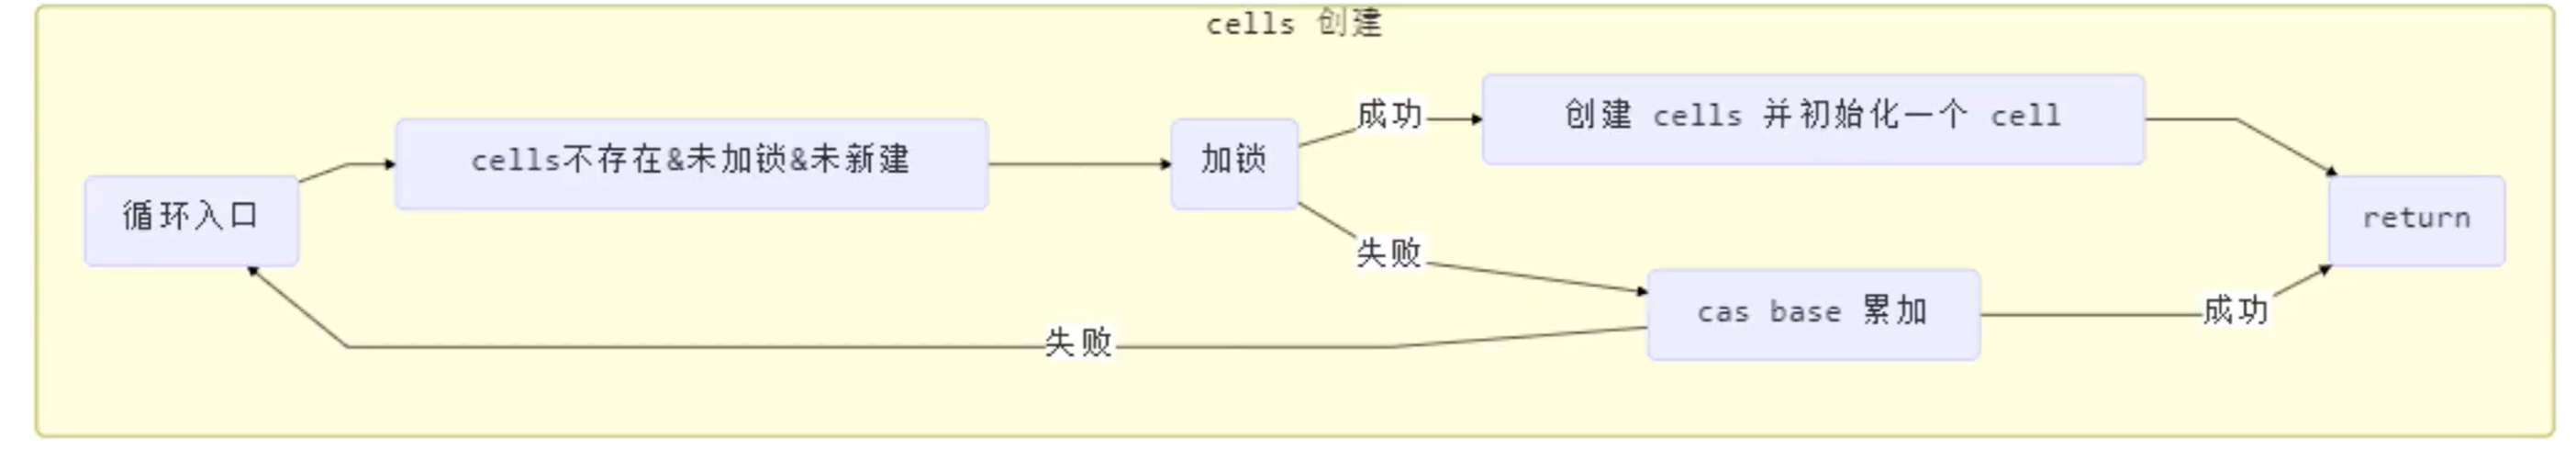 cells 创建
循环入口
cells不存在&未加锁&未新建
加锁
成功
创建 cells 并初始化一个 cell
失败
cas base 累加
成功
return
失败